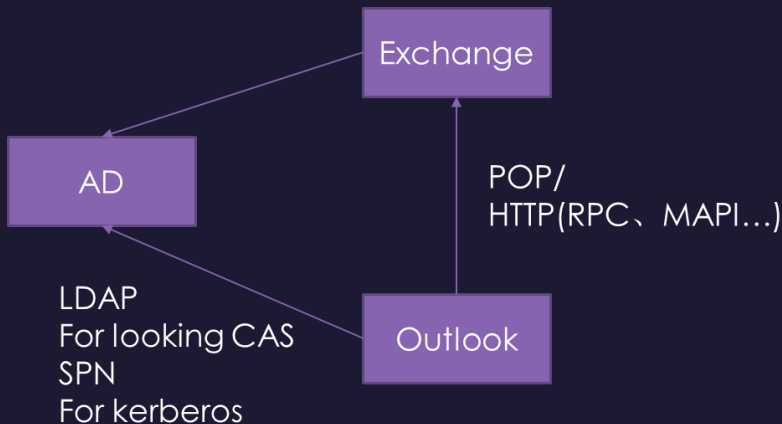 Exchange
AD
POP/
HTTP(RPC、MAPI...)
LDAP
For looking CAS
SPN
For kerberos
Outlook